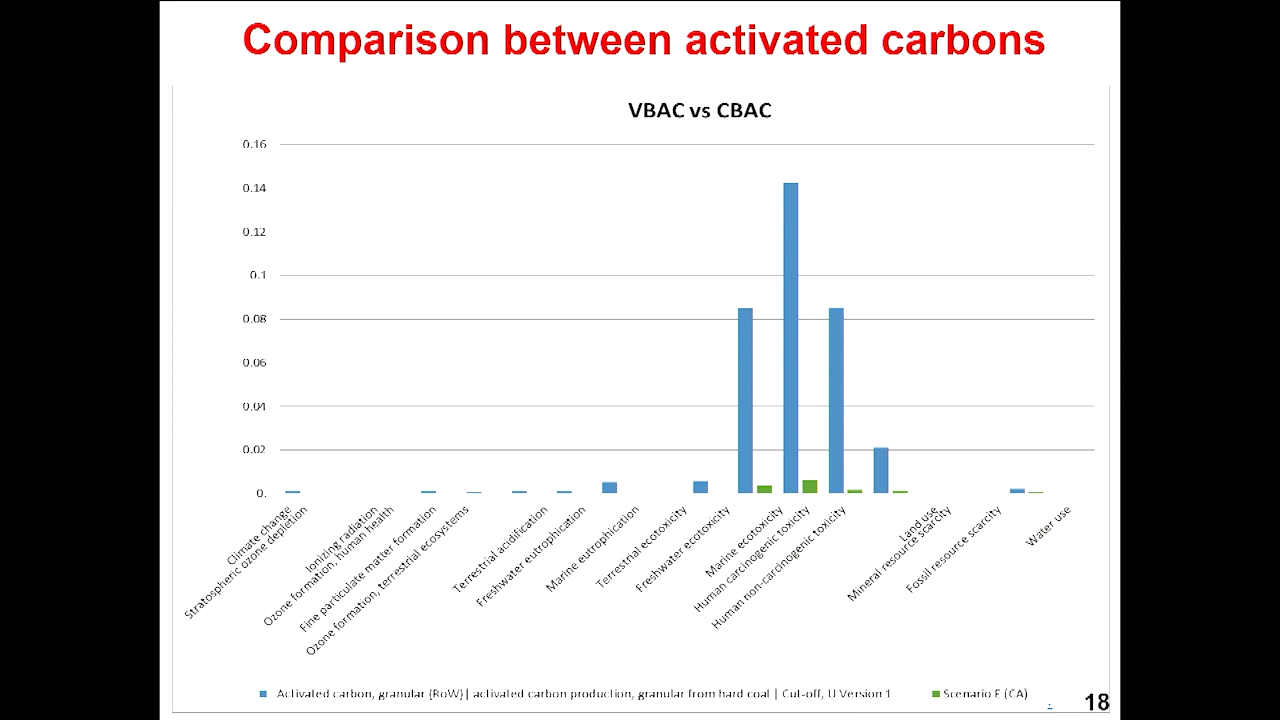 Comparison between activated carbons
VBAC vs CBAC
0.16
0.14
0.12
0.1
0.08
0.06
0.04
0.02
0.
Climate change
Stratospheric ozone depletion
Ionizing radiation
Ozone formation, human health
Fine particulate matter formation
Ozone formation, terrestrial ecosystems
Terrestrial acidification
Freshwater eutrophication
Marine eutrophication
Terrestrial ecotoxicity
Freshwater ecotoxicity
Marine ecotoxicity
Human carcinogenic toxicity
Human non-carcinogenic toxicity
Land use
Mineral resource scarcity
Fossil resource scarcity
Water use
Activated carbon, granular {RoW}| activated carbon production, granular from hard coal | Cut-off, U Version 1
Scenario F (CA)
18